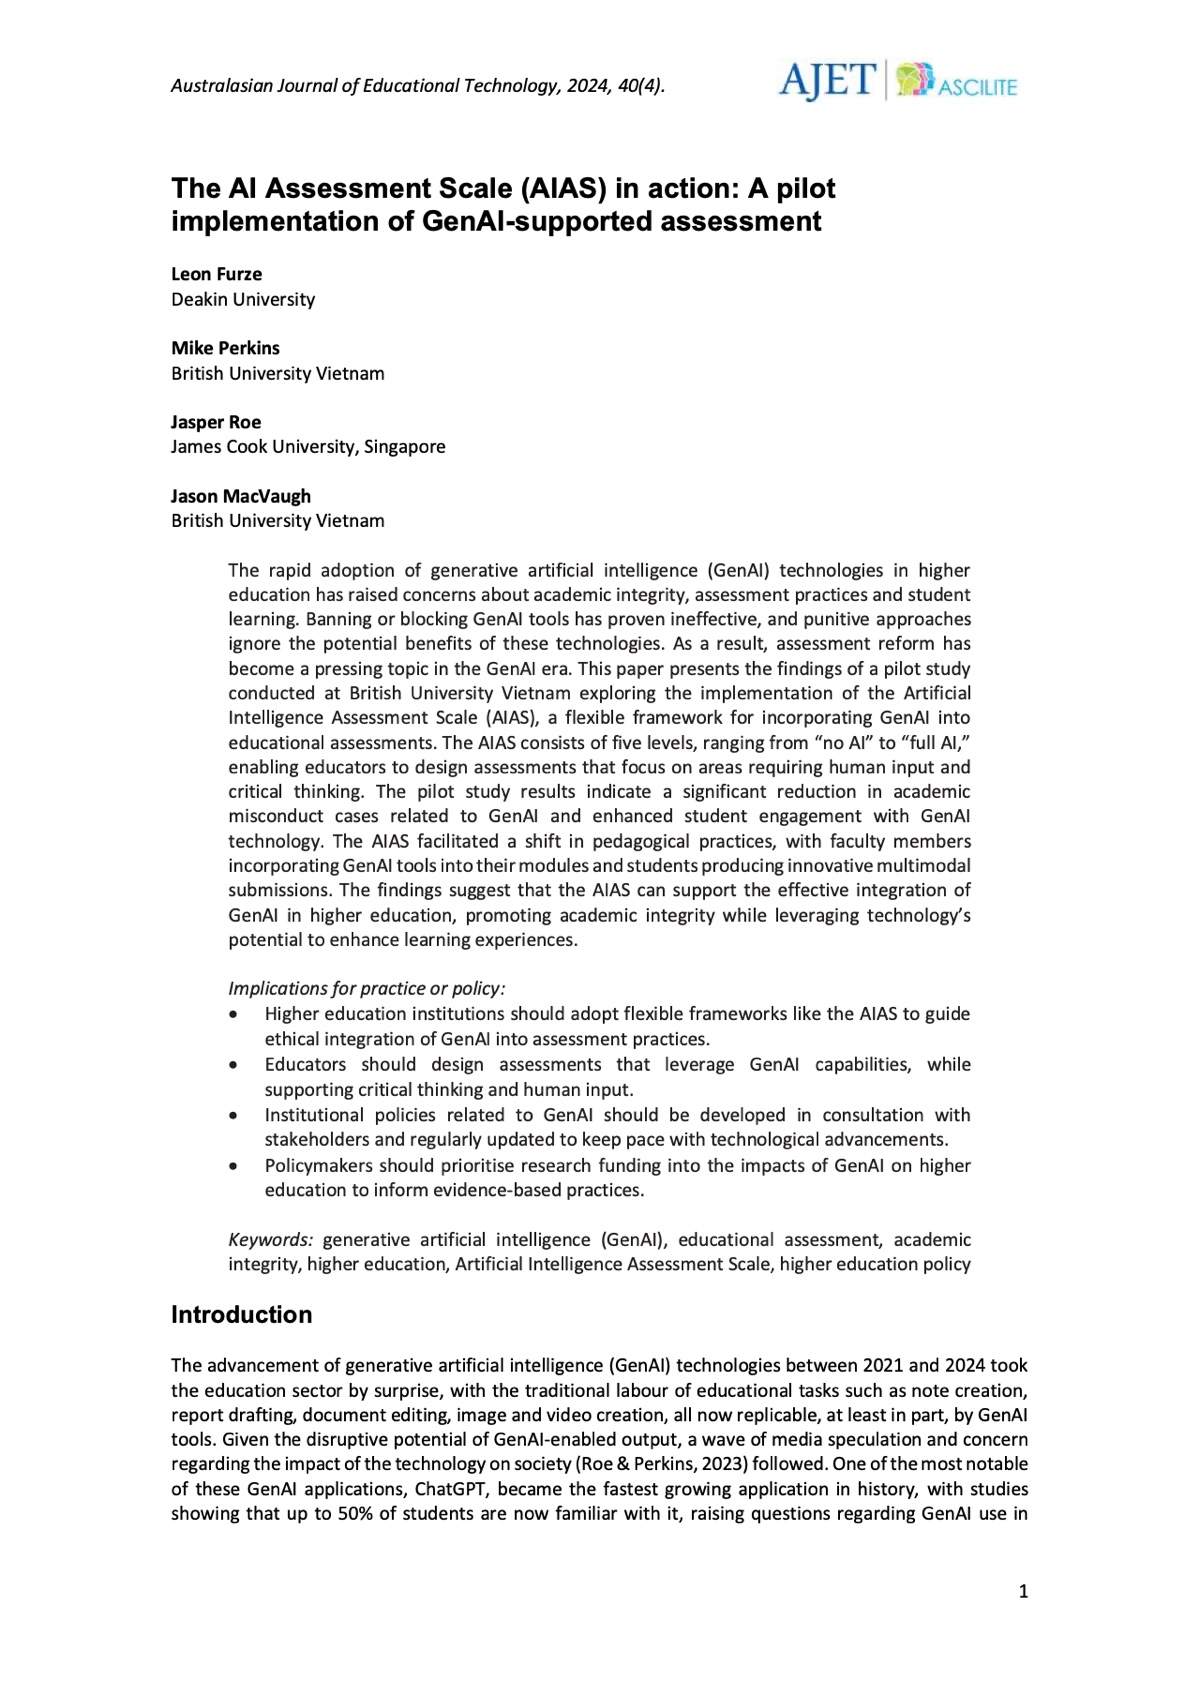 Australasian Journal of Educational Technology, 2024, 40(4).
AJET ASCILITE
The AI Assessment Scale (AIAS) in action: A pilot
implementation of GenAI-supported assessment
Leon Furze
Deakin University
Mike Perkins
British University Vietnam
Jasper Roe
James Cook University, Singapore
Jason MacVaugh
British University Vietnam
The rapid adoption of generative artificial intelligence (GenAI) technologies in higher
education has raised concerns about academic integrity, assessment practices and student
learning. Banning or blocking GenAI tools has proven ineffective, and punitive approaches
ignore the potential benefits of these technologies. As a result, assessment reform has
become a pressing topic in the GenAI era. This paper presents the findings of a pilot study
conducted at British University Vietnam exploring the implementation of the Artificial
Intelligence Assessment Scale (AIAS), a flexible framework for incorporating GenAI into
educational assessments. The AIAS consists of five levels, ranging from “no AI” to “full AI,”
enabling educators to design assessments that focus on areas requiring human input and
critical thinking. The pilot study results indicate a significant reduction in academic
misconduct cases related to GenAI and enhanced student engagement with GenAI
technology. The AIAS facilitated a shift in pedagogical practices, with faculty members
incorporating GenAI tools into their modules and students producing innovative multimodal
submissions. The findings suggest that the AIAS can support the effective integration of
GenAI in higher education, promoting academic integrity while leveraging technology’s
potential to enhance learning experiences.
Implications for practice or policy:
• Higher education institutions should adopt flexible frameworks like the AIAS to guide
ethical integration of GenAI into assessment practices.
• Educators should design assessments that leverage GenAI capabilities, while
supporting critical thinking and human input.
• Institutional policies related to GenAI should be developed in consultation with
stakeholders and regularly updated to keep pace with technological advancements.
• Policymakers should prioritise research funding into the impacts of GenAI on higher
education to inform evidence-based practices.
Keywords: generative artificial intelligence (GenAI), educational assessment, academic
integrity, higher education, Artificial Intelligence Assessment Scale, higher education policy
Introduction
The advancement of generative artificial intelligence (GenAI) technologies between 2021 and 2024 took
the education sector by surprise, with the traditional labour of educational tasks such as note creation,
report drafting, document editing, image and video creation, all now replicable, at least in part, by GenAI
tools. Given the disruptive potential of GenAI-enabled output, a wave of media speculation and concern
regarding the impact of the technology on society (Roe & Perkins, 2023) followed. One of the most notable
of these GenAI applications, ChatGPT, became the fastest growing application in history, with studies
showing that up to 50% of students are now familiar with it, raising questions regarding GenAI use in
1